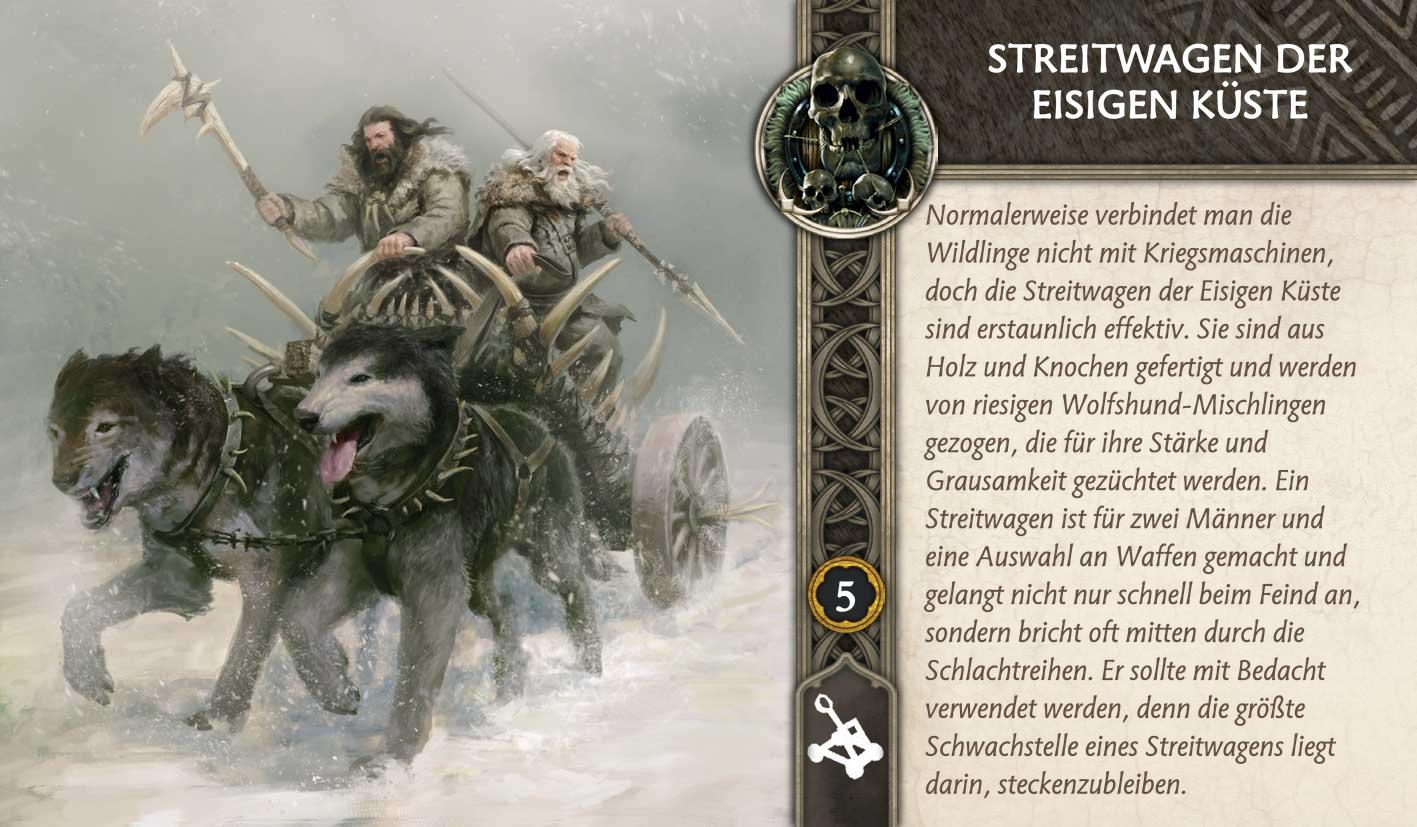 STREITWAGEN DER
EISIGEN KÜSTE
Normalerweise verbindet man die
Wildlinge nicht mit Kriegsmaschinen,
doch die Streitwagen der Eisigen Küste
sind erstaunlich effektiv. Sie sind aus
Holz und Knochen gefertigt und werden
von riesigen Wolfshund-Mischlingen
gezogen, die für ihre Stärke und
Grausamkeit gezüchtet werden. Ein
Streitwagen ist für zwei Männer und
eine Auswahl an Waffen gemacht und
gelangt nicht nur schnell beim Feind an,
sondern bricht oft mitten durch die
Schlachtreihen. Er sollte mit Bedacht
verwendet werden, denn die größte
Schwachstelle eines Streitwagens liegt
darin, steckenzubleiben.
5